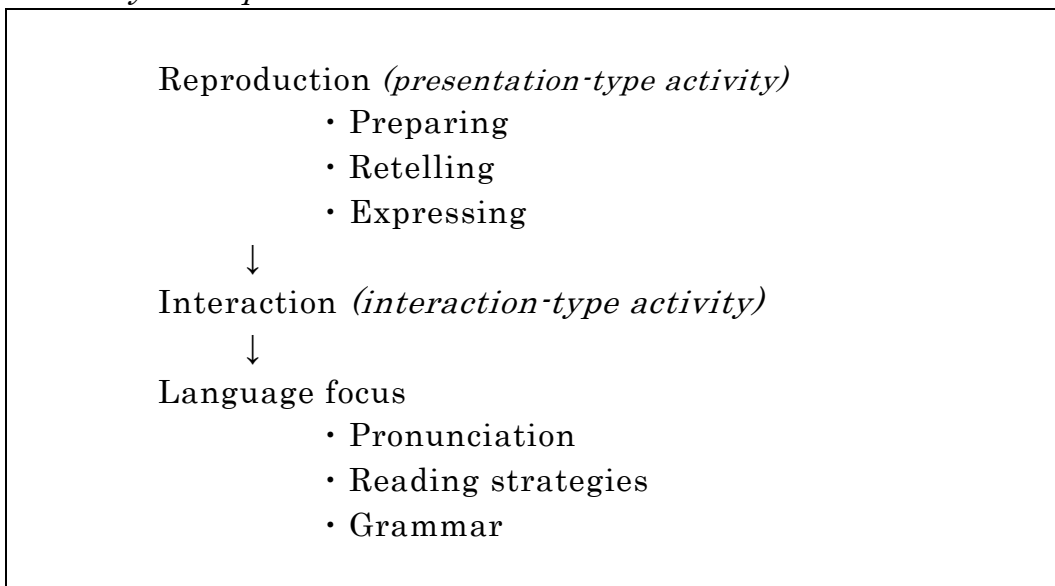 Reproduction (presentation-type activity)
・Preparing
・Retelling
・Expressing
↓
Interaction (interaction-type activity)
↓
Language focus
・Pronunciation
・Reading strategies
・Grammar